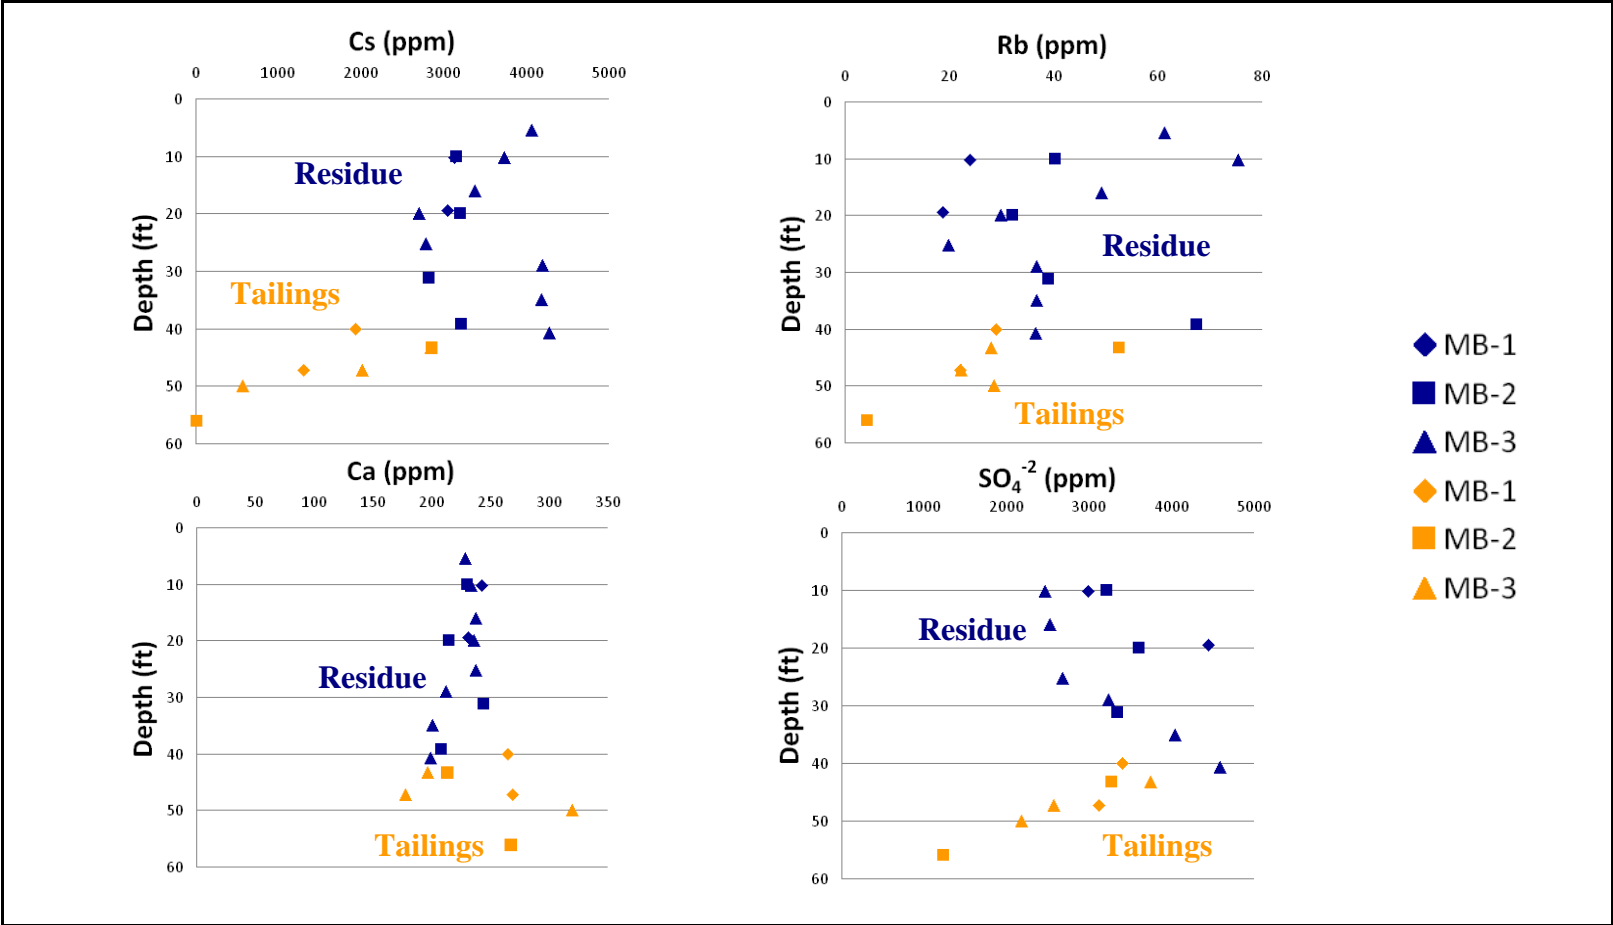 Cs (ppm)
0 1000 2000 3000 4000 5000
0
10
20
30
40
50
60
Depth (ft)
Residue
Tailings
Rb (ppm)
0 20 40 60 80
0
10
20
30
40
50
60
Depth (ft)
Residue
Tailings
Ca (ppm)
0 50 100 150 200 250 300 350
0
10
20
30
40
50
60
Depth (ft)
Residue
Tailings
SO4-2 (ppm)
0 1000 2000 3000 4000 5000
0
10
20
30
40
50
60
Depth (ft)
Residue
Tailings
MB-1
MB-2
MB-3
MB-1
MB-2
MB-3